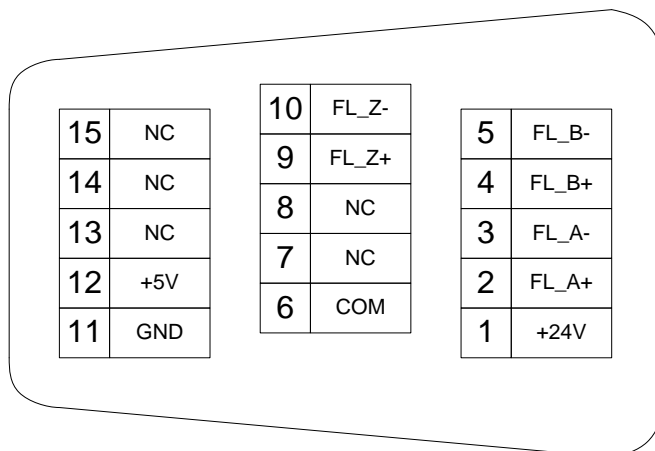 15 NC
14 NC
13 NC
12 +5V
11 GND
10 FL_Z-
9 FL_Z+
8 NC
7 NC
6 COM
5 FL_B-
4 FL_B+
3 FL_A-
2 FL_A+
1 +24V